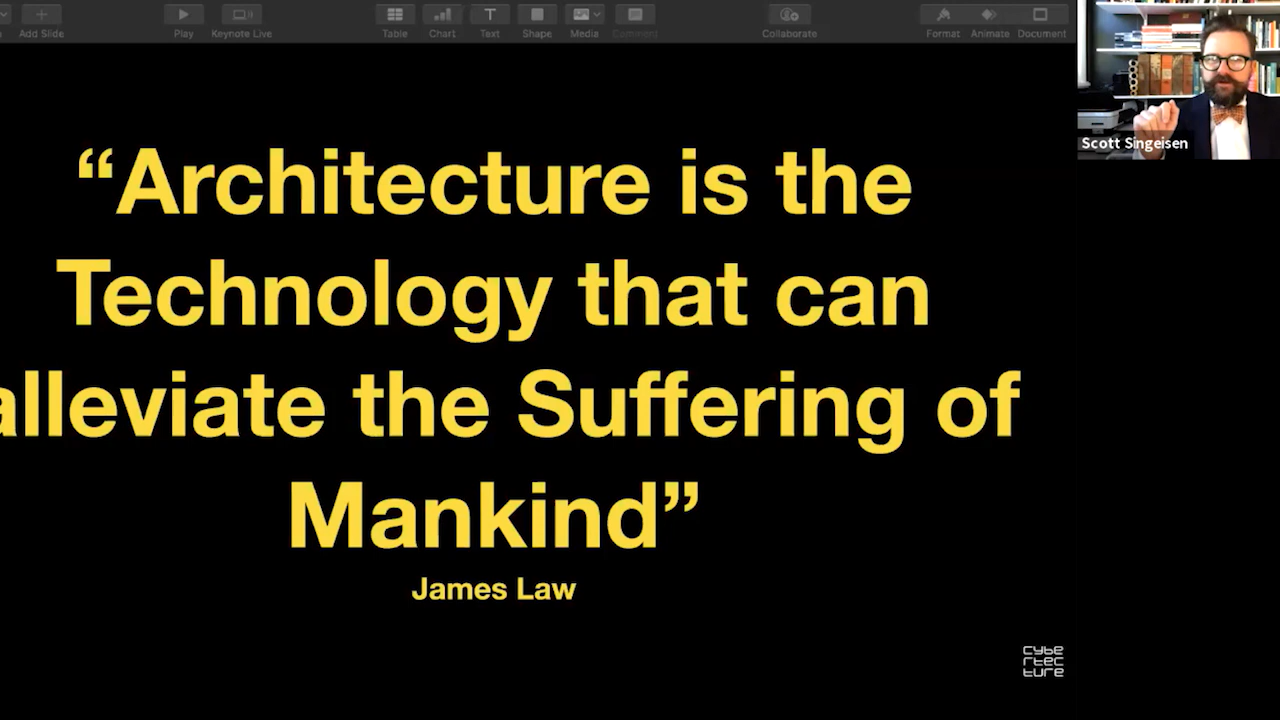 Add Slide
Play
Keynote Live
Table
Chart
Text
Shape
Media
Comment
Collaborate
Format
Animate
Document
Scott Singeisen
“Architecture is the
Technology that can
alleviate the Suffering of
Mankind”
James Law
cybe
rtec
ture